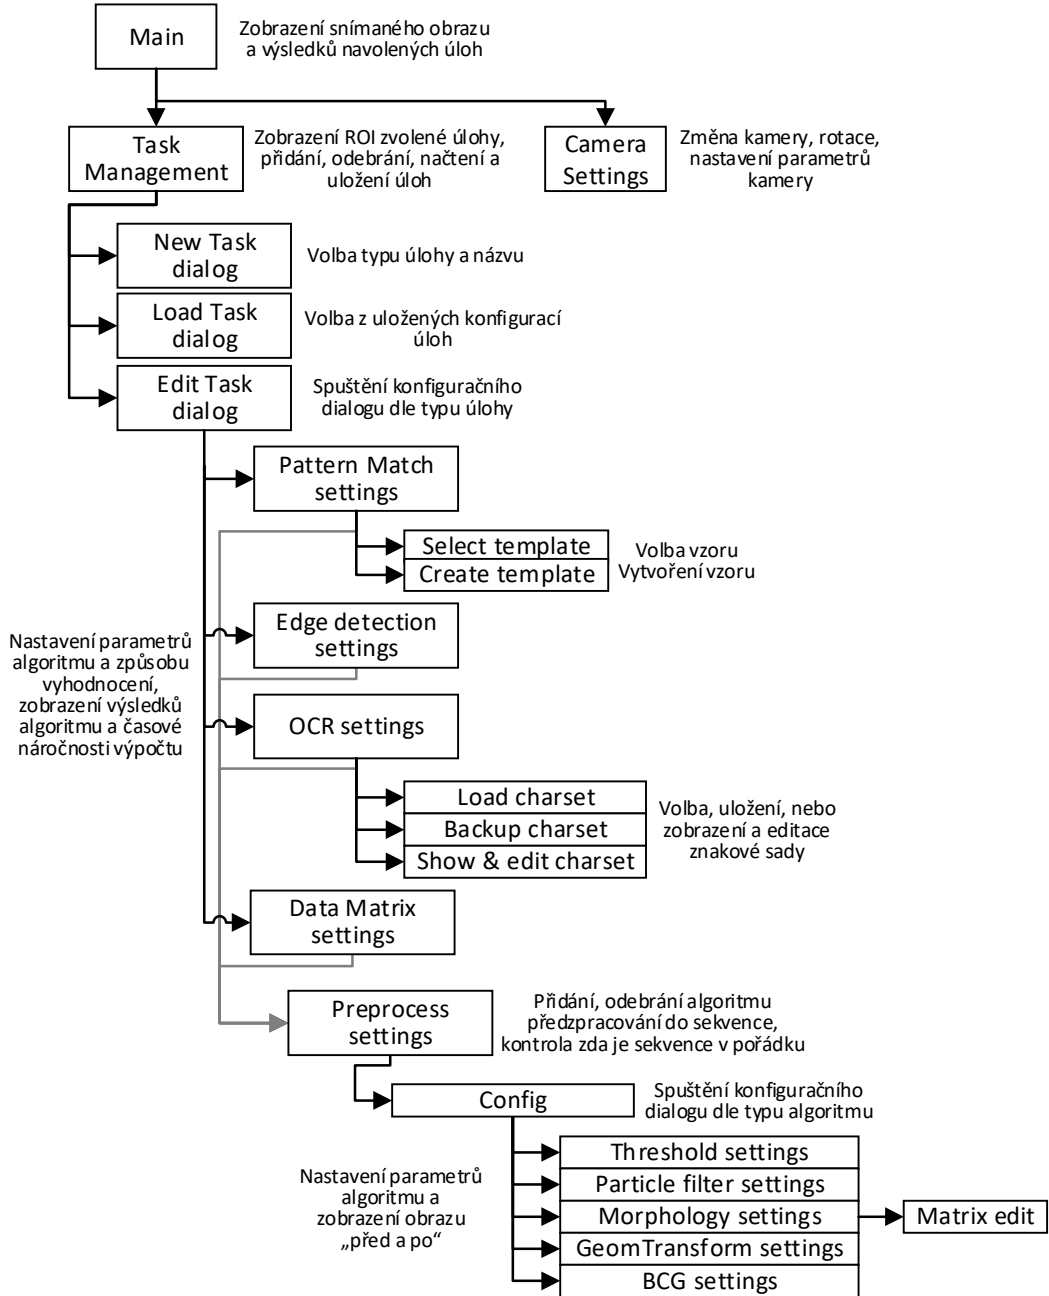 Main
Zobrazení snímaného obrazu
a výsledků navolených úloh
Task
Management
Zobrazení ROI zvolené úlohy,
přidání, odebrání, načtení a
uložení úloh
Camera
Settings
Změna kamery, rotace,
nastavení parametrů
kamery
New Task
dialog
Volba typu úlohy a názvu
Load Task
dialog
Volba z uložených konfigurací
úloh
Edit Task
dialog
Spuštění konfiguračního
dialogu dle typu úlohy
Pattern Match
settings
Select template
Create template
Volba vzoru
Vytvoření vzoru
Edge detection
settings
Nastavení parametrů
algoritmu a způsobu
vyhodnocení,
zobrazení výsledků
algoritmu a časové
náročnosti výpočtu
OCR settings
Load charset
Backup charset
Show & edit charset
Volba, uložení, nebo
zobrazení a editace
znakové sady
Data Matrix
settings
Preprocess
settings
Přidání, odebrání algoritmu
předzpracování do sekvence,
kontrola zda je sekvence v pořádku
Config
Spuštění konfiguračního
dialogu dle typu algoritmu
Nastavení parametrů
algoritmu a
zobrazení obrazu
„před a po“
Threshold settings
Particle filter settings
Morphology settings
GeomTransform settings
BCG settings
Matrix edit